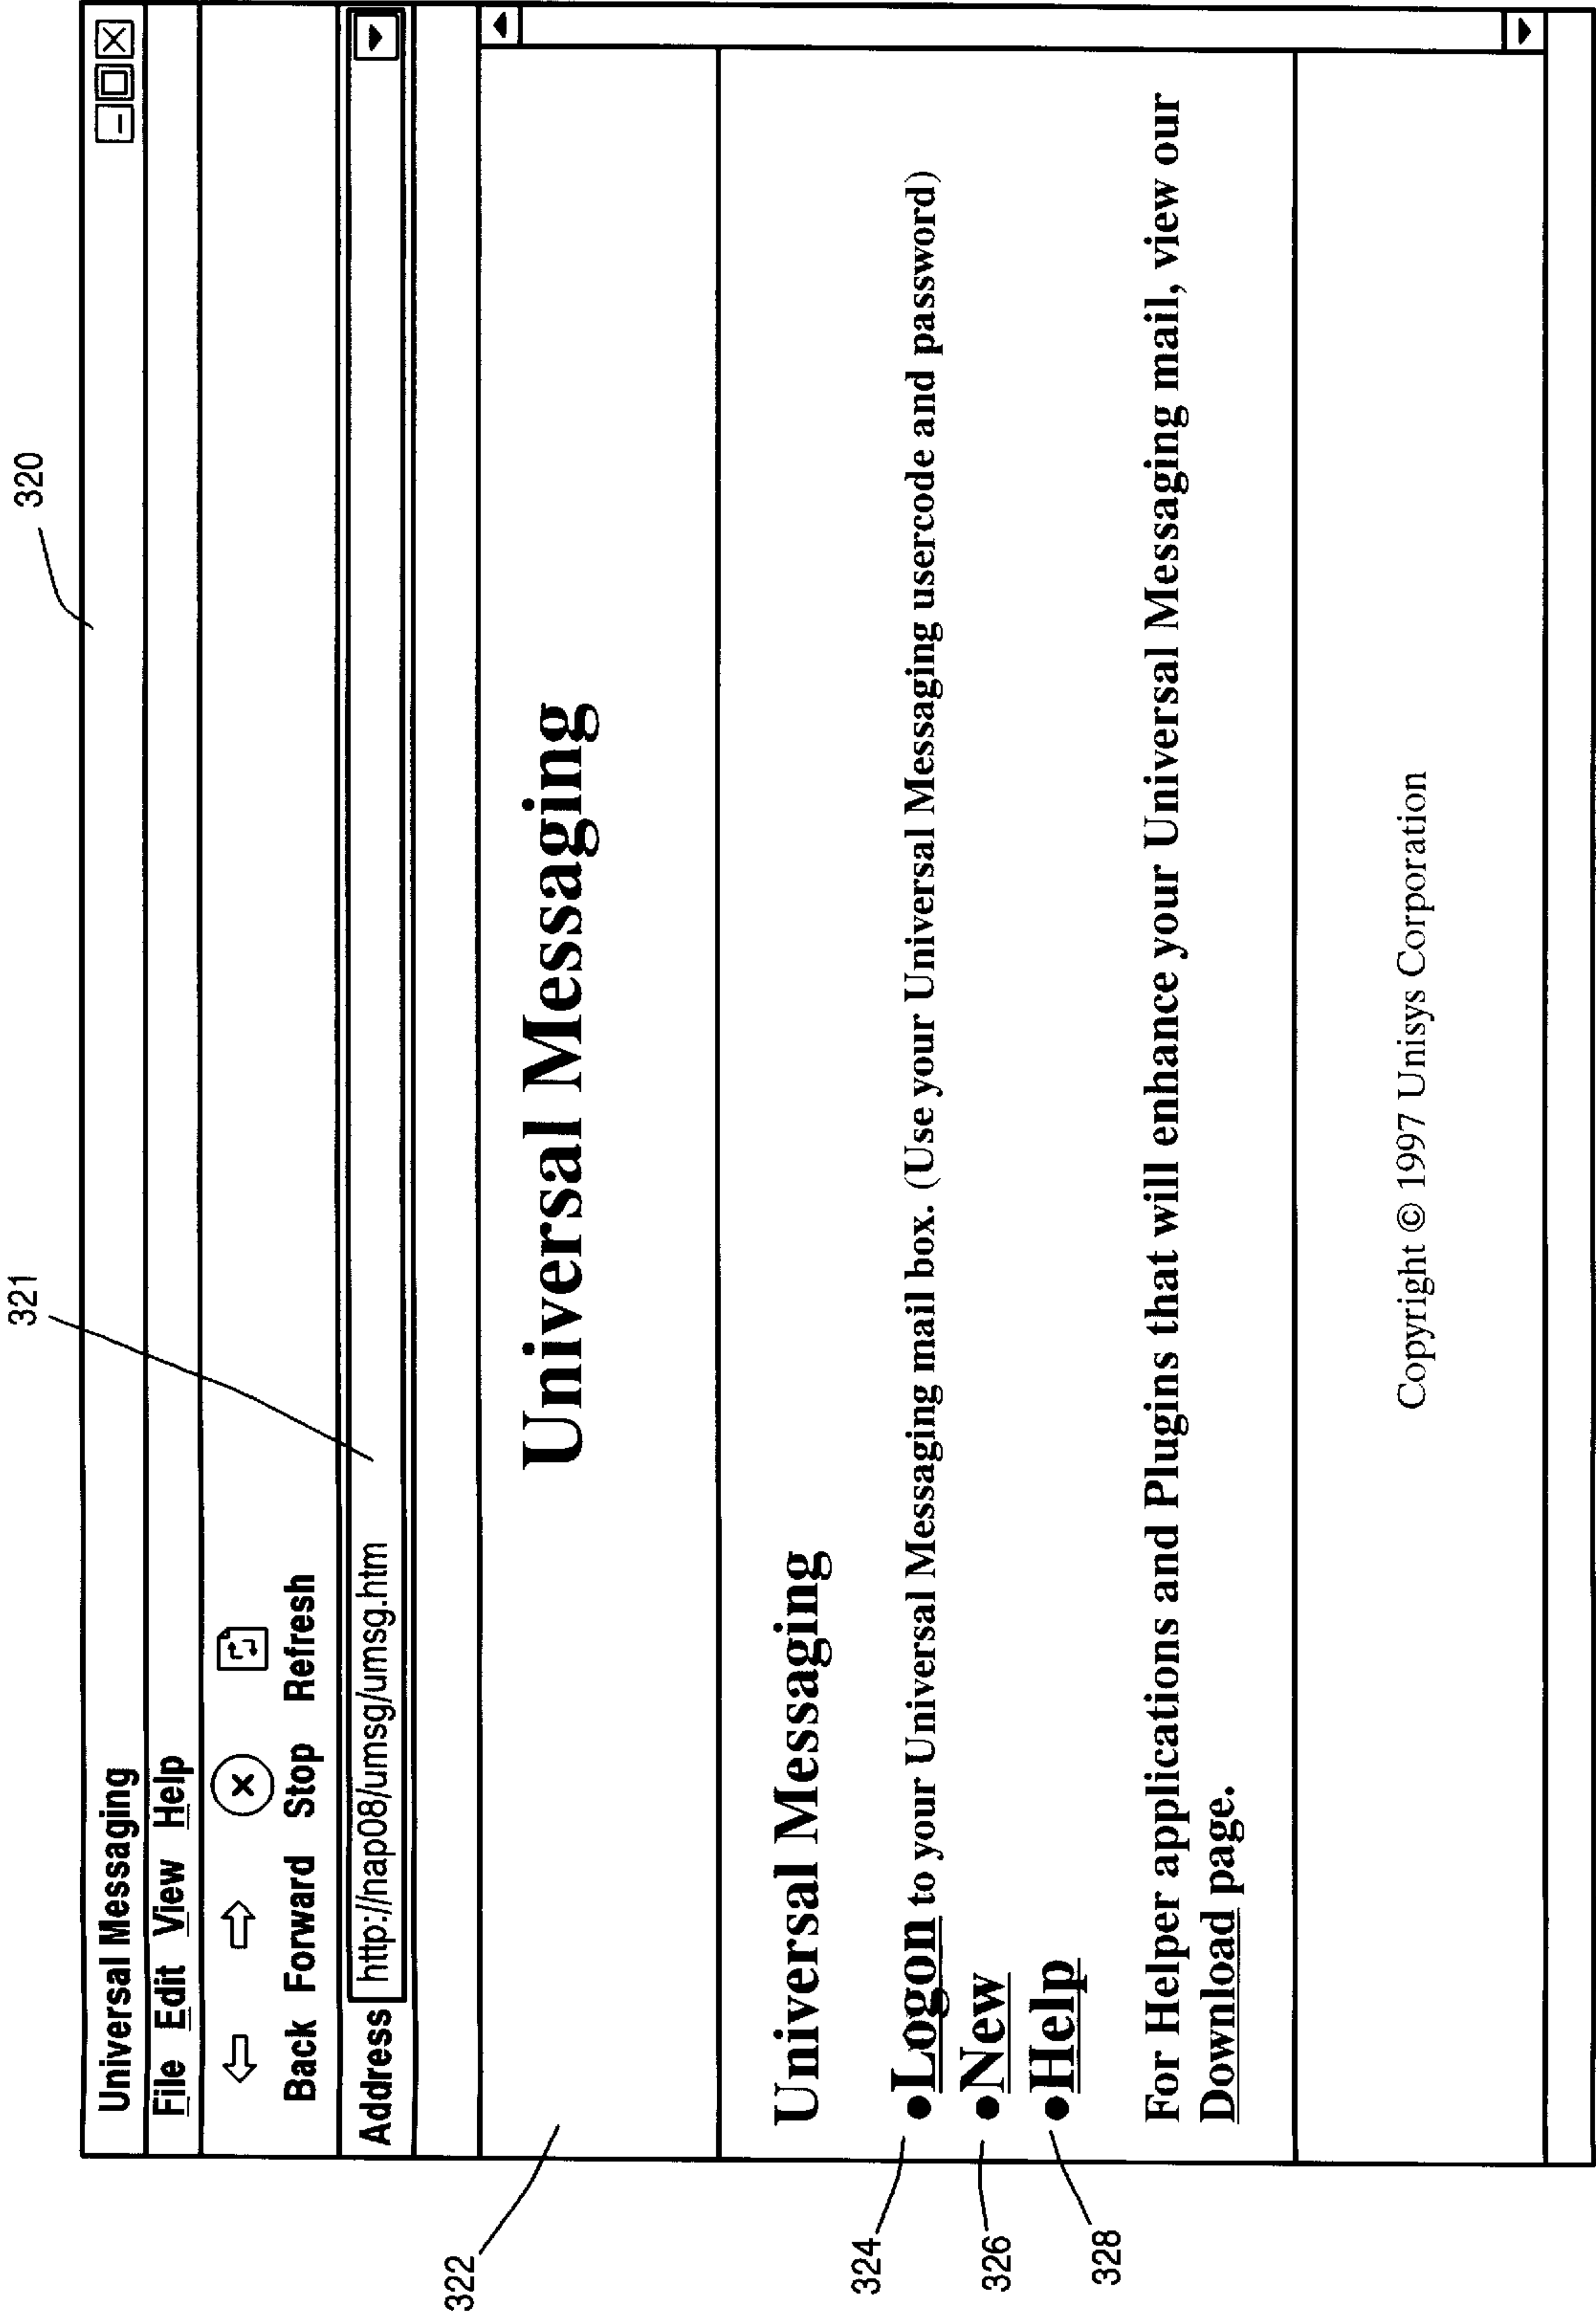 320
321
Universal Messaging
File Edit View Help
Back Forward Stop Refresh
Address http://nap08/umsg/umsg.htm
322
Universal Messaging
Universal Messaging
324
•Logon to your Universal Messaging mail box. (Use your Universal Messaging usercode and password)
326
•New
328
•Help
For Helper applications and Plugins that will enhance your Universal Messaging mail, view our
Download page.
Copyright © 1997 Unisys Corporation